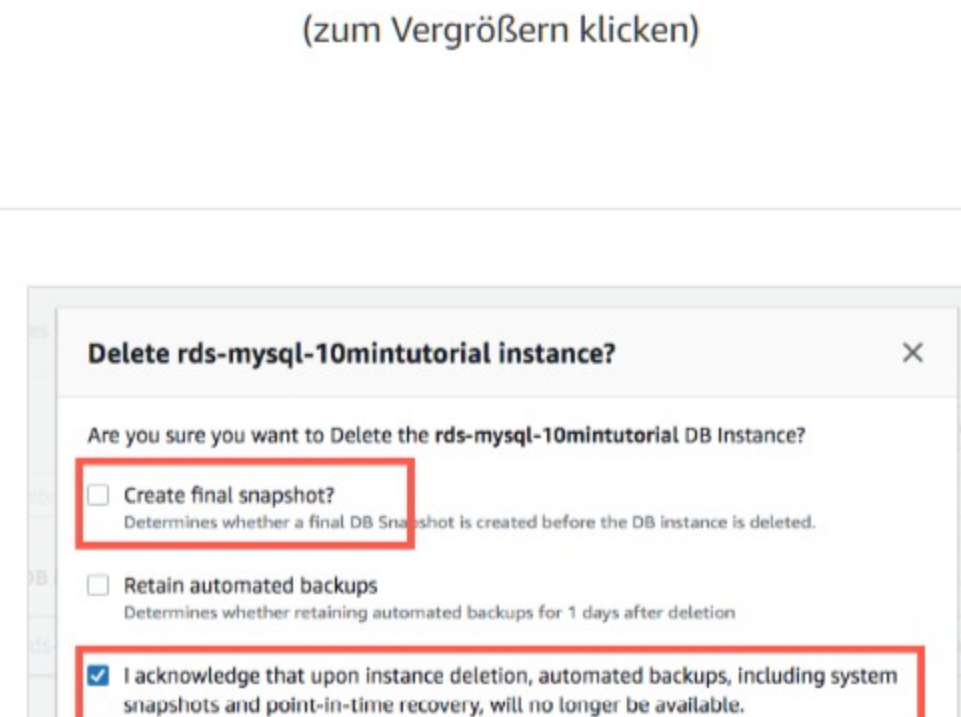 (zum Vergrößern klicken)
Delete rds-mysql-10mintutorial instance?
Are you sure you want to Delete the rds-mysql-10mintutorial DB Instance?
Create final snapshot?
Determines whether a final DB Snapshot is created before the DB instance is deleted.
Retain automated backups
Determines whether retaining automated backups for 1 days after deletion
I acknowledge that upon instance deletion, automated backups, including system
snapshots and point-in-time recovery, will no longer be available.